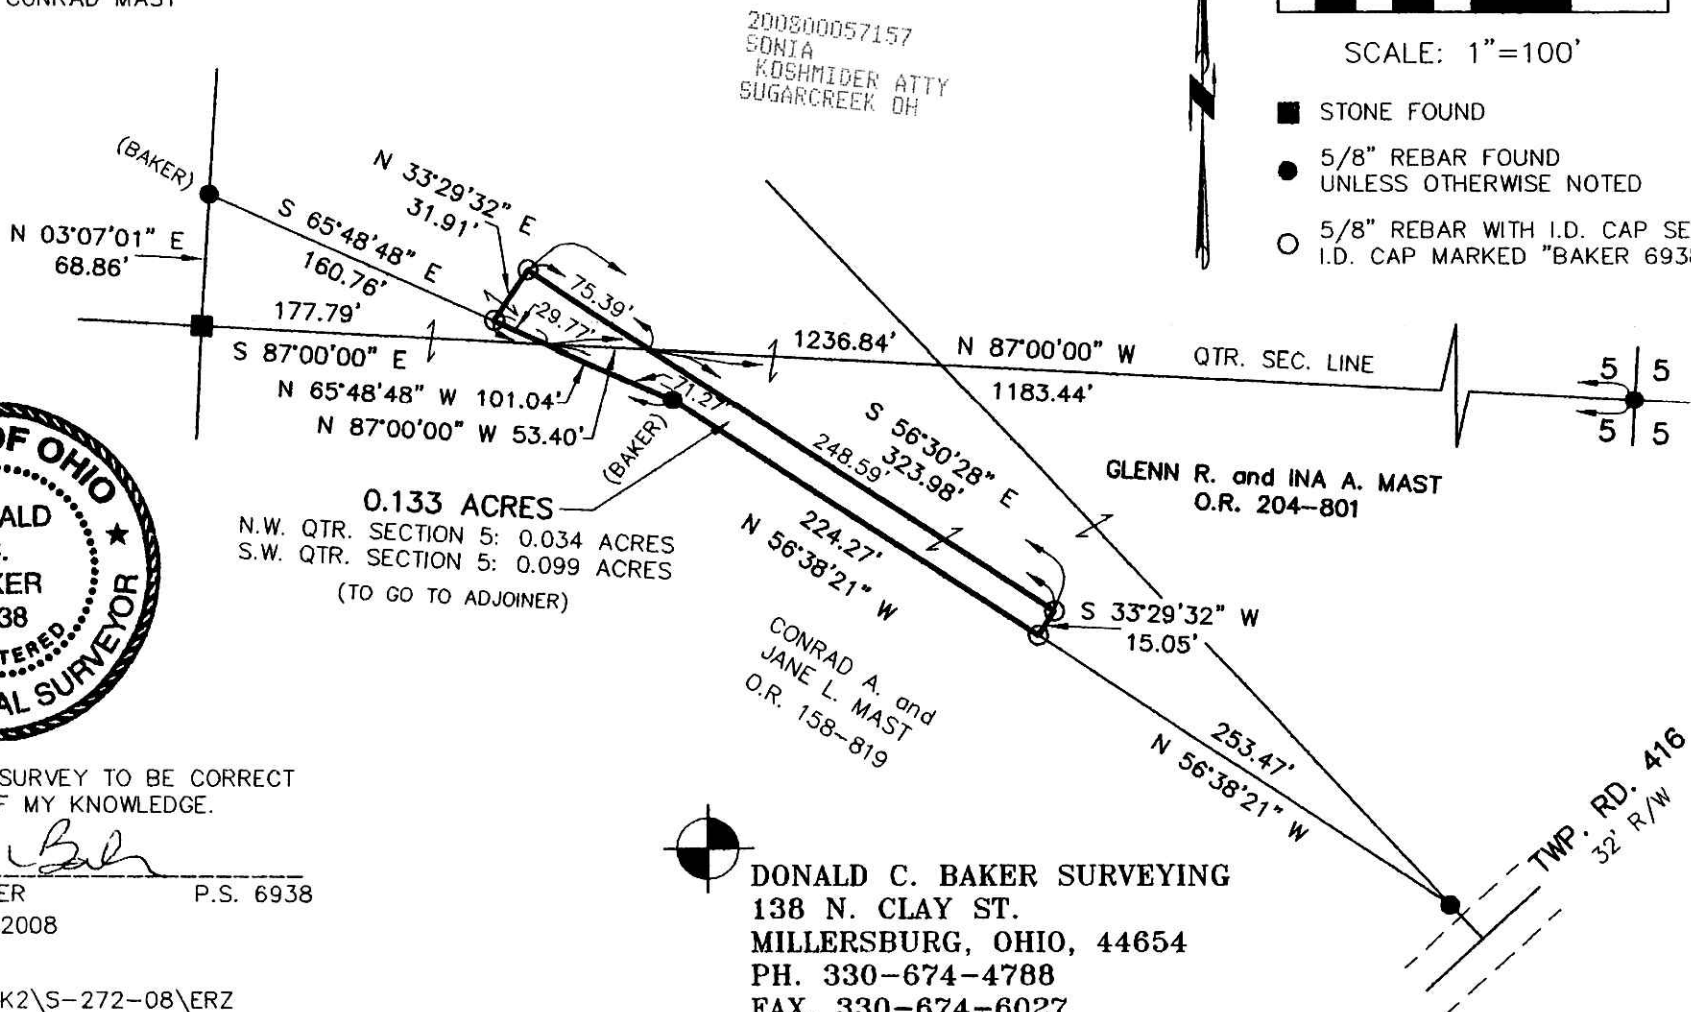 CONRAD MAST
200800057157
SONIA
KOSHMIDER ATTY
SUGARCREEK OH
SCALE: 1"=100'
STONE FOUND
5/8" REBAR FOUND
UNLESS OTHERWISE NOTED
5/8" REBAR WITH I.D. CAP SE
I.D. CAP MARKED "BAKER 6938
(BAKER)
N 03°07'01" E
68.86'
S 65°48'48" E
160.76'
N 33°29'32" E
31.91'
177.79'
S 87°00'00" E
75.39'
29.77'
1236.84'
N 87°00'00" W
1183.44'
QTR. SEC. LINE
5 5
5 5
N 65°48'48" W 101.04'
N 87°00'00" W 53.40'
71.27'
(BAKER)
S 56°30'28" E
323.98'
248.59'
224.27'
N 56°38'21" W
GLENN R. and INA A. MAST
O.R. 204-801
0.133 ACRES
N.W. QTR. SECTION 5: 0.034 ACRES
S.W. QTR. SECTION 5: 0.099 ACRES
(TO GO TO ADJOINER)
S 33°29'32" W
15.05'
CONRAD A. and
JANE L. MAST
O.R. 158-819
253.47'
N 56°38'21" W
TWP. RD. 416
32' R/W
OF OHIO
ALD
C.
KER
38
TERED
AL SURVEYOR
SURVEY TO BE CORRECT
F MY KNOWLEDGE.
ER P.S. 6938
2008
K2\S-272-08\ERZ
DONALD C. BAKER SURVEYING
138 N. CLAY ST.
MILLERSBURG, OHIO, 44654
PH. 330-674-4788
FAX. 330-674-6027